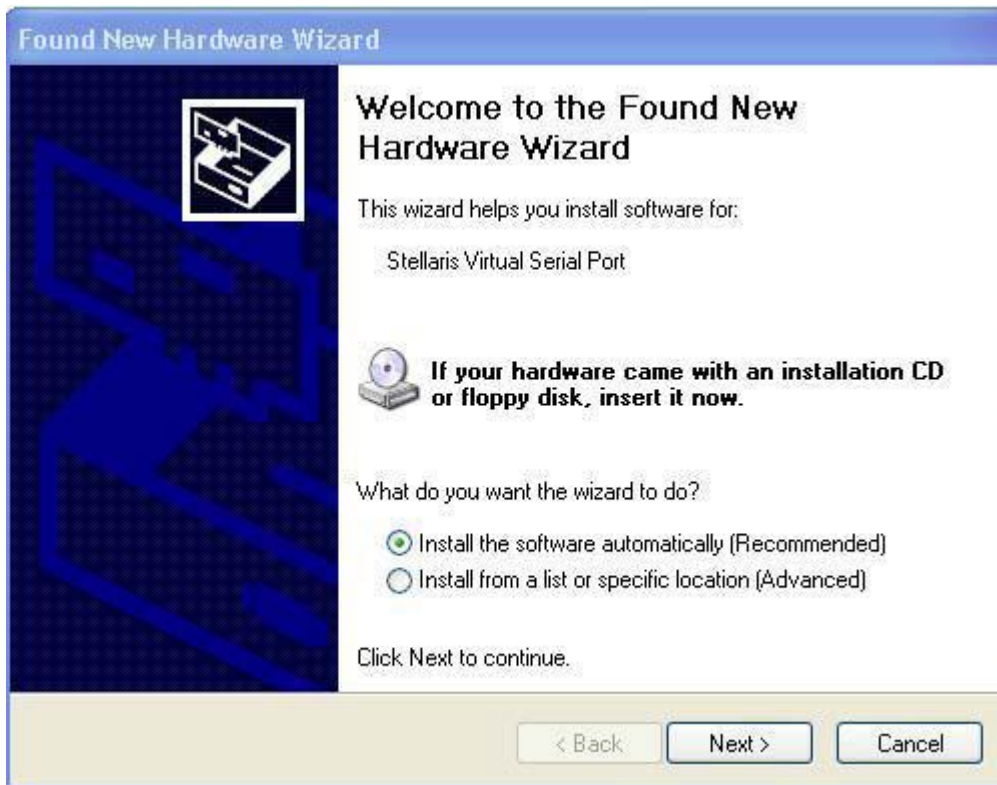 Found New Hardware Wizard
Welcome to the Found New
Hardware Wizard
This wizard helps you install software for:
Stellaris Virtual Serial Port
If your hardware came with an installation CD
or floppy disk, insert it now.
What do you want the wizard to do?
Install the software automatically (Recommended)
Install from a list or specific location (Advanced)
Click Next to continue.
< Back Next > Cancel